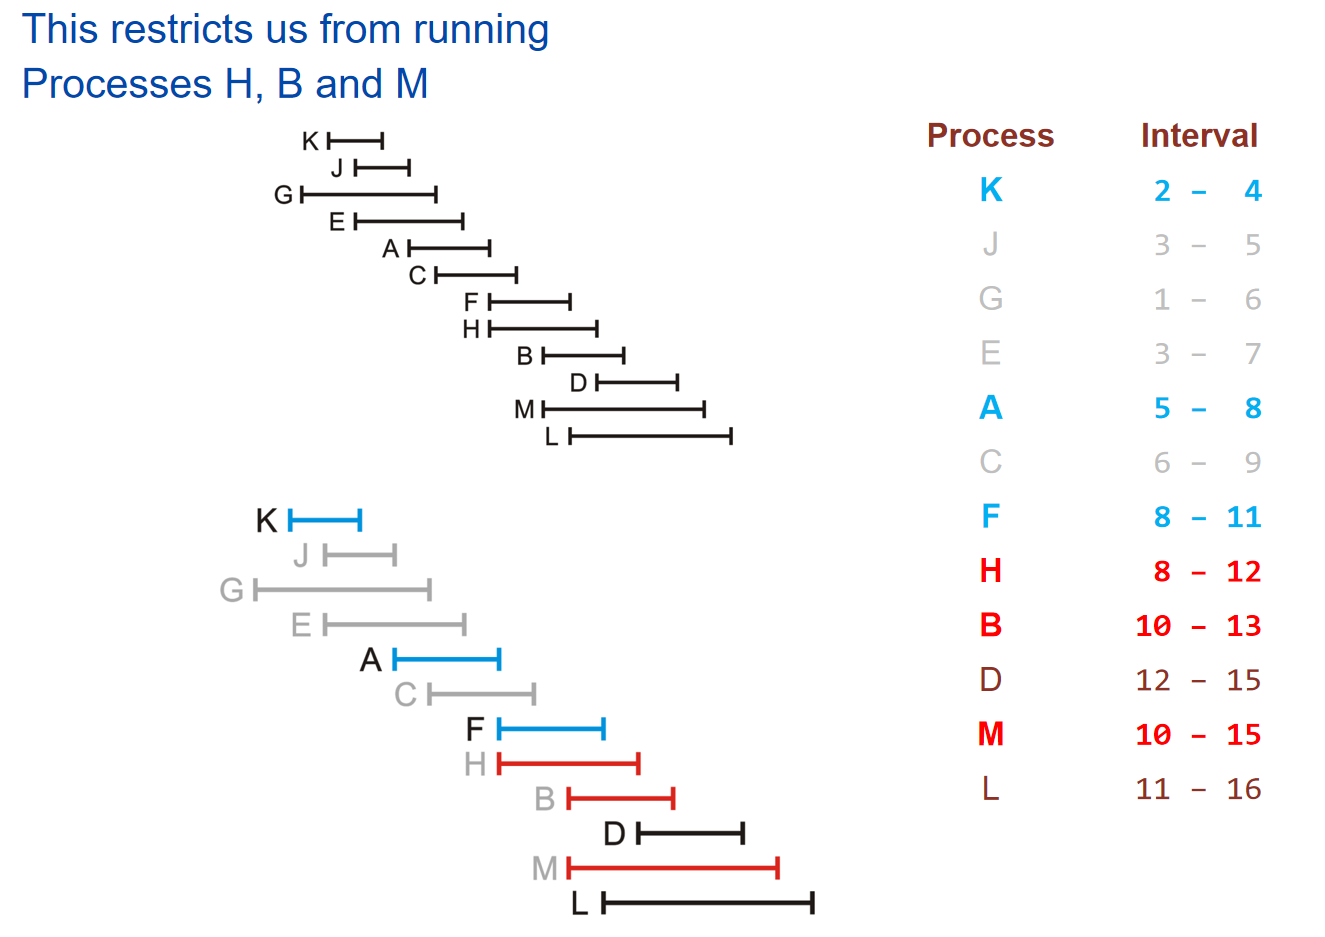 This restricts us from running
Processes H, B and M
K
J
G
E
A
C
F
H
B
D
M
L
Process Interval
K 2 – 4
J 3 – 5
G 1 – 6
E 3 – 7
A 5 – 8
C 6 – 9
F 8 – 11
H 8 – 12
B 10 – 13
D 12 – 15
M 10 – 15
L 11 – 16
K
J
G
E
A
C
F
H
B
D
M
L